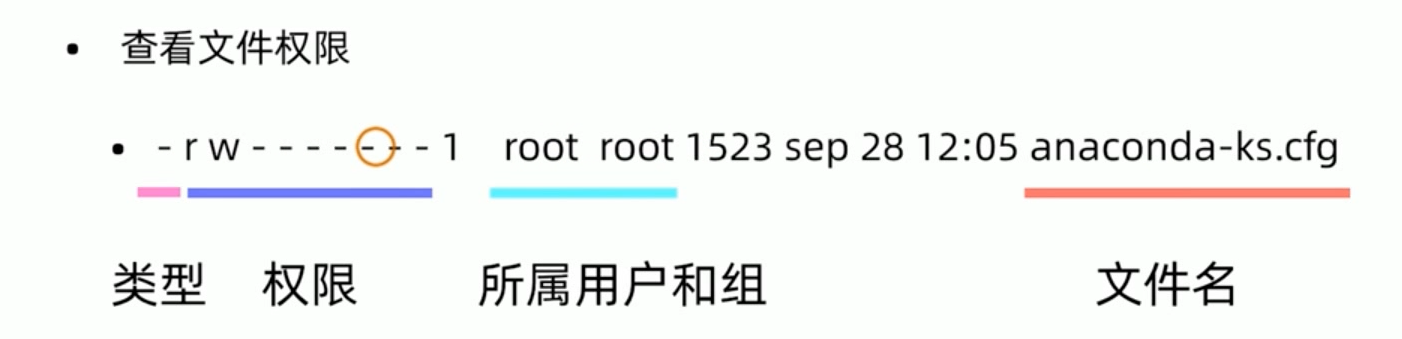 • 查看文件权限
• - r w - - - - - - - 1 root root 1523 sep 28 12:05 anaconda-ks.cfg
类型 权限 所属用户和组 文件名